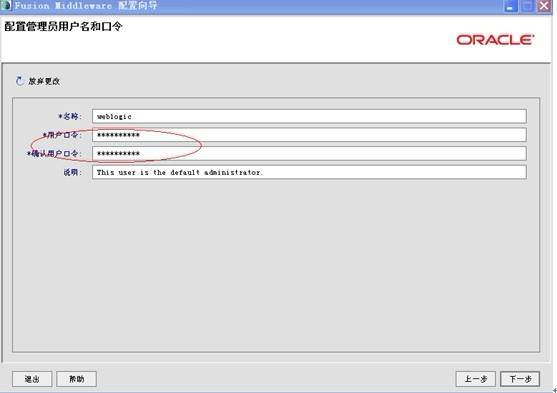 Fusion Middleware 配置向导
配置管理员用户名和口令
ORACLE
放弃更改
*名称: weblogic
*用户口令: **********
*确认用户口令: **********
说明: This user is the default administrator.
退出 帮助 上一步 下一步